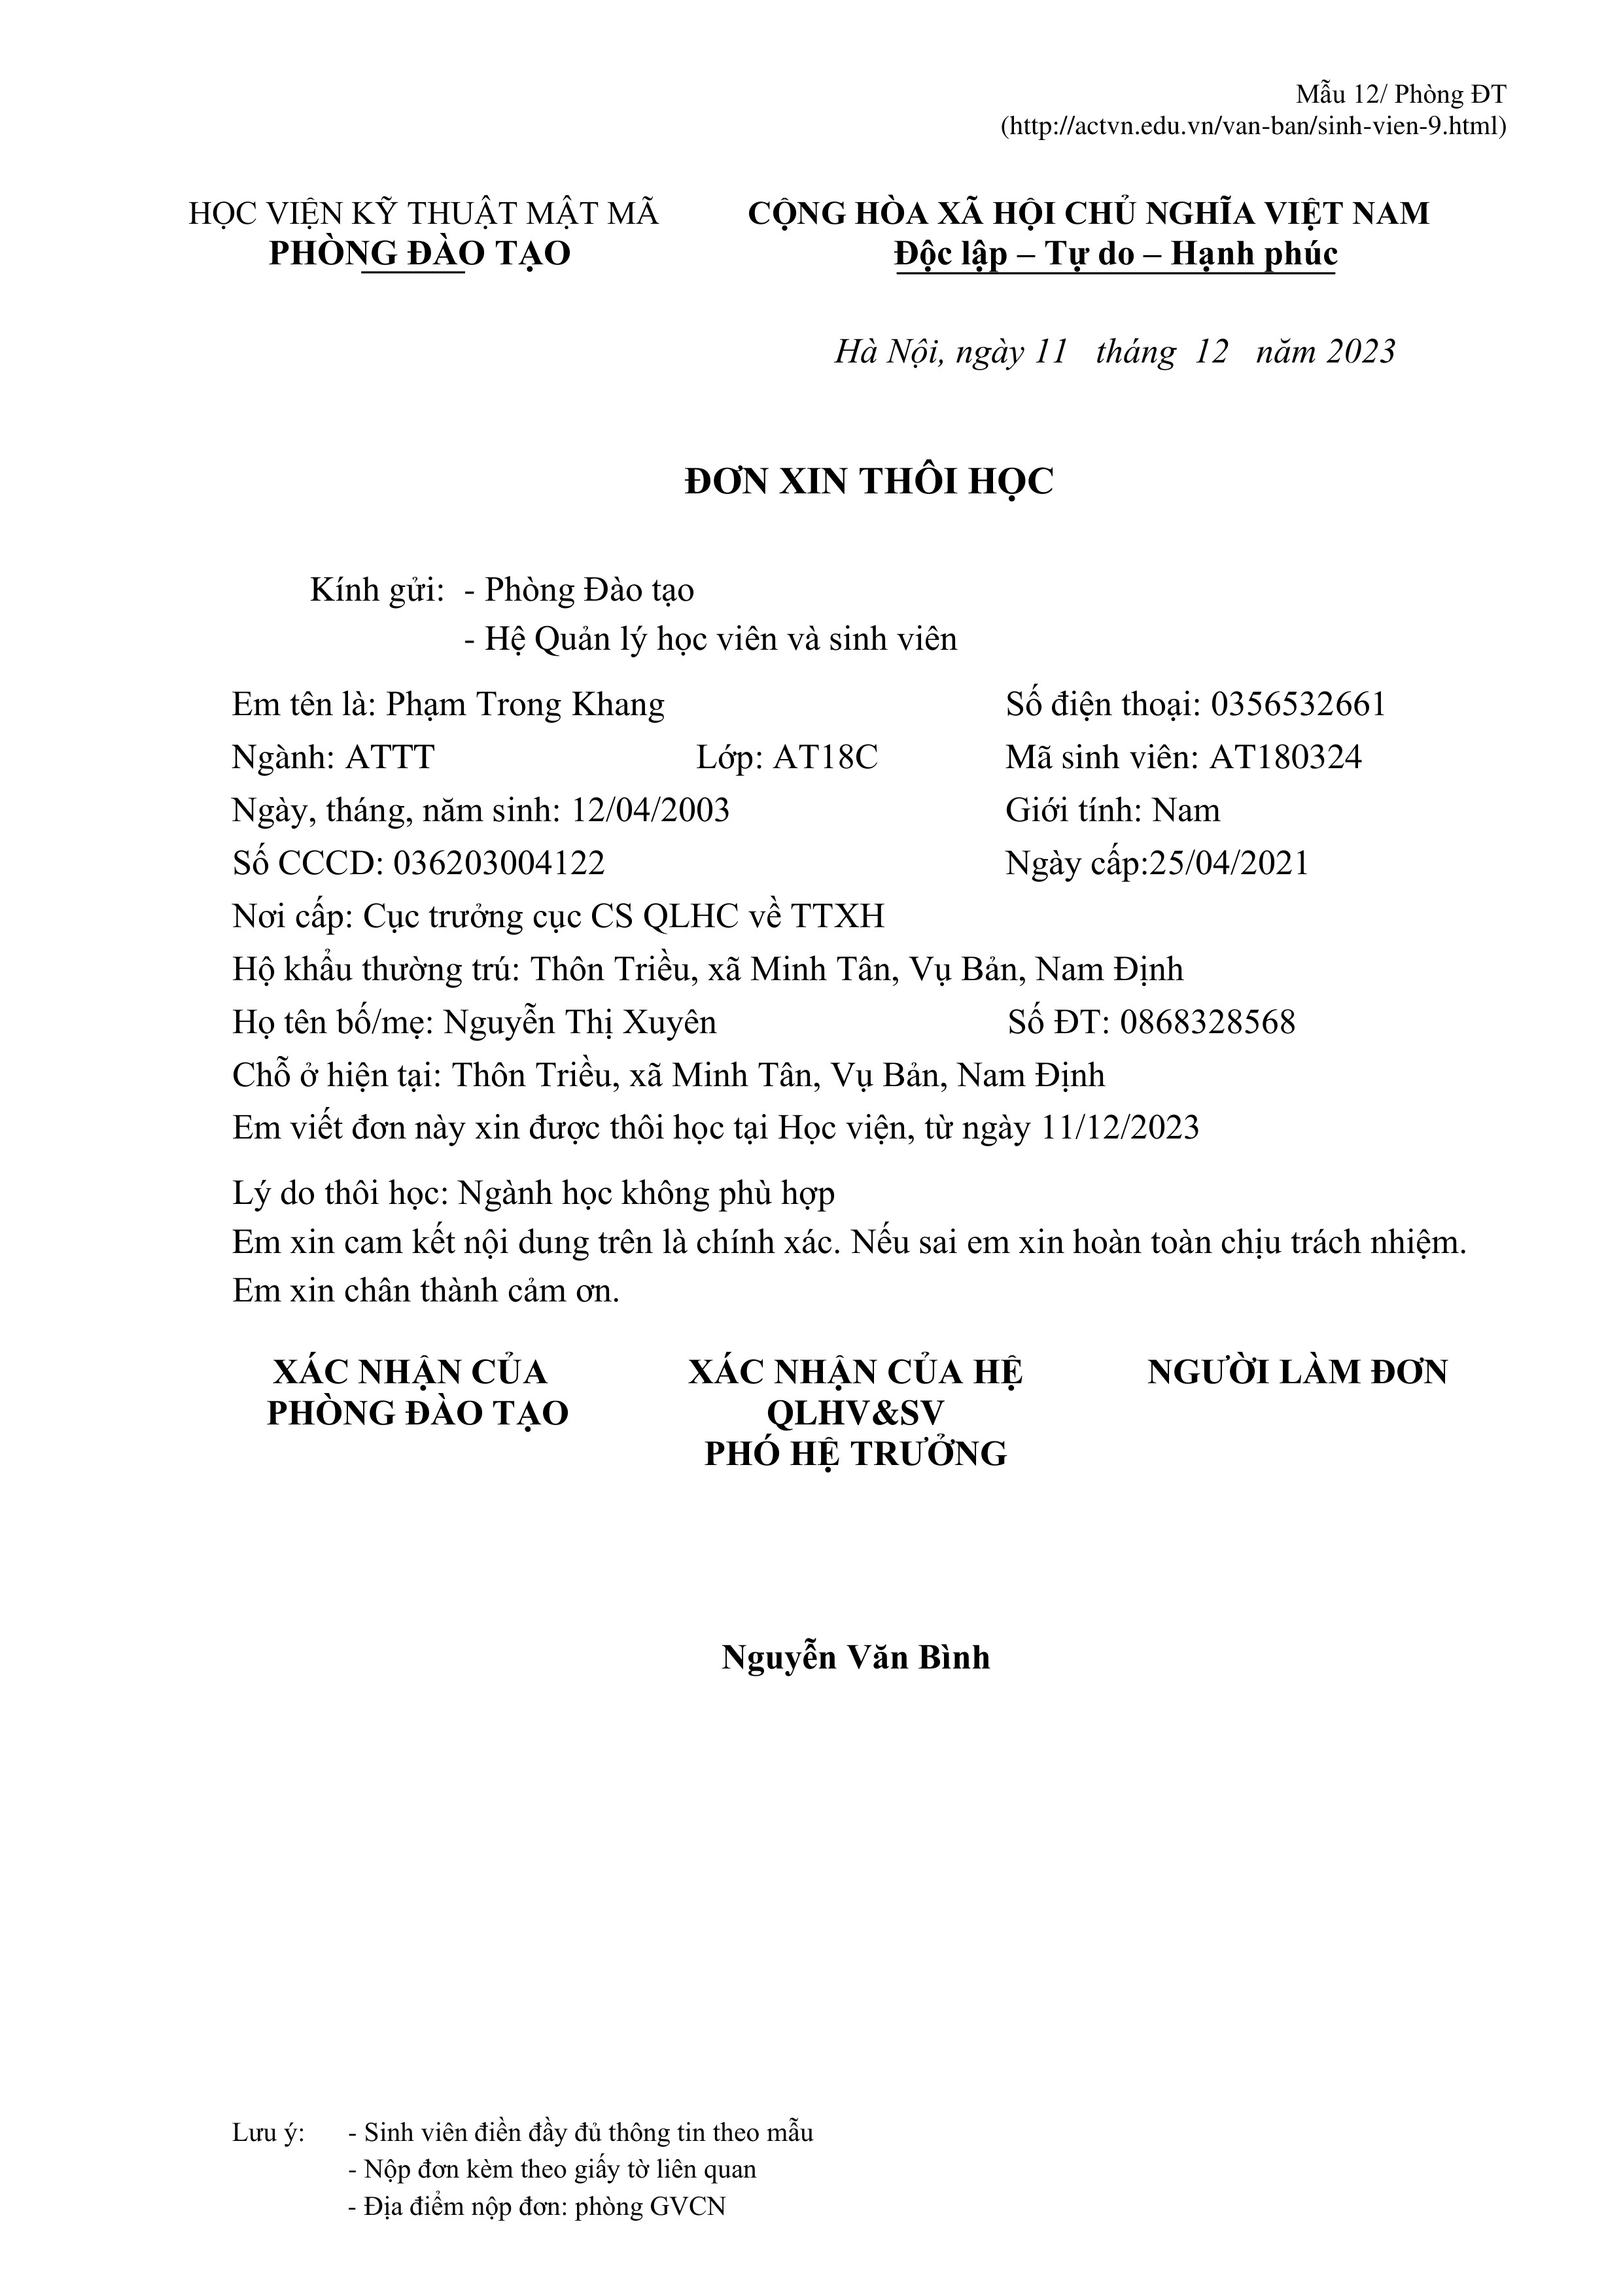 Mẫu 12/ Phòng ĐT
(http://actvn.edu.vn/van-ban/sinh-vien-9.html)
HỌC VIỆN KỸ THUẬT MẬT MÃ
PHÒNG ĐÀO TẠO
CỘNG HÒA XÃ HỘI CHỦ NGHĨA VIỆT NAM
Độc lập – Tự do – Hạnh phúc
Hà Nội, ngày 11 tháng 12 năm 2023
ĐƠN XIN THÔI HỌC
Kính gửi: - Phòng Đào tạo
- Hệ Quản lý học viên và sinh viên
Em tên là: Phạm Trong Khang Số điện thoại: 0356532661
Ngành: ATTT Lớp: AT18C Mã sinh viên: AT180324
Ngày, tháng, năm sinh: 12/04/2003 Giới tính: Nam
Số CCCD: 036203004122 Ngày cấp:25/04/2021
Nơi cấp: Cục trưởng cục CS QLHC về TTXH
Hộ khẩu thường trú: Thôn Triều, xã Minh Tân, Vụ Bản, Nam Định
Họ tên bố/mẹ: Nguyễn Thị Xuyên Số ĐT: 0868328568
Chỗ ở hiện tại: Thôn Triều, xã Minh Tân, Vụ Bản, Nam Định
Em viết đơn này xin được thôi học tại Học viện, từ ngày 11/12/2023
Lý do thôi học: Ngành học không phù hợp
Em xin cam kết nội dung trên là chính xác. Nếu sai em xin hoàn toàn chịu trách nhiệm.
Em xin chân thành cảm ơn.
XÁC NHẬN CỦA
PHÒNG ĐÀO TẠO
XÁC NHẬN CỦA HỆ
QLHV&SV
PHÓ HỆ TRƯỞNG
NGƯỜI LÀM ĐƠN
Nguyễn Văn Bình
Lưu ý: - Sinh viên điền đầy đủ thông tin theo mẫu
- Nộp đơn kèm theo giấy tờ liên quan
- Địa điểm nộp đơn: phòng GVCN